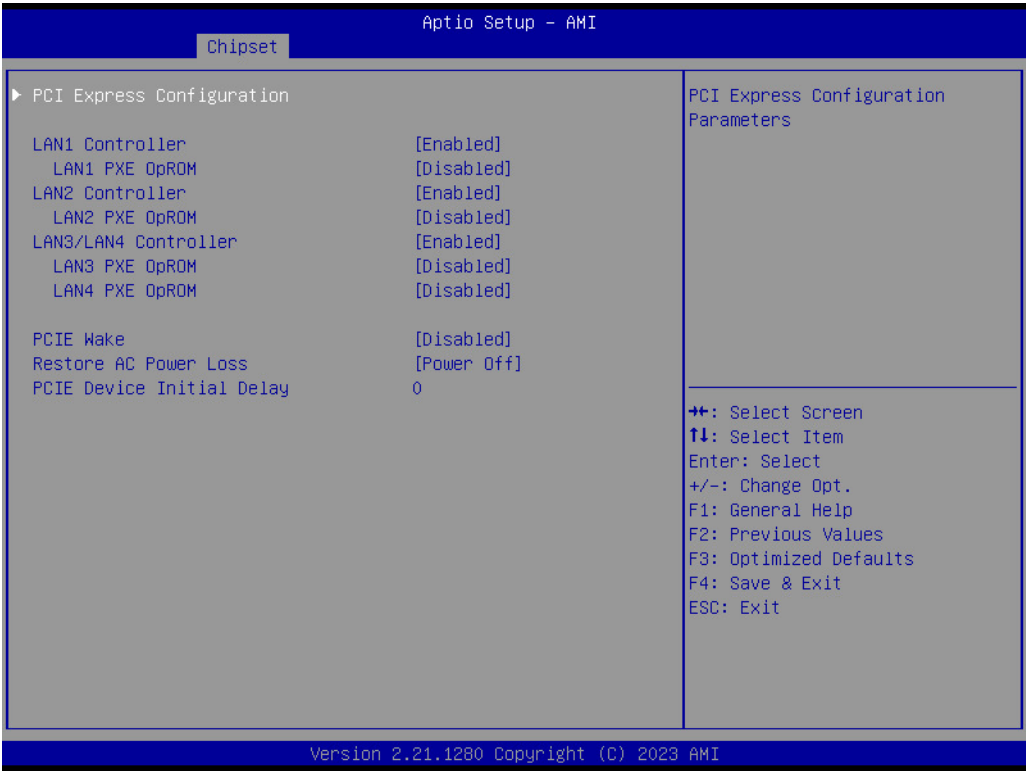 Aptio Setup – AMI
Chipset
PCI Express Configuration
LAN1 Controller [Enabled]
LAN1 PXE OpROM [Disabled]
LAN2 Controller [Enabled]
LAN2 PXE OpROM [Disabled]
LAN3/LAN4 Controller [Enabled]
LAN3 PXE OpROM [Disabled]
LAN4 PXE OpROM [Disabled]
PCIE Wake [Disabled]
Restore AC Power Loss [Power Off]
PCIE Device Initial Delay 0
PCI Express Configuration
Parameters
→←: Select Screen
↑↓: Select Item
Enter: Select
+/-: Change Opt.
F1: General Help
F2: Previous Values
F3: Optimized Defaults
F4: Save & Exit
ESC: Exit
Version 2.21.1280 Copyright (C) 2023 AMI